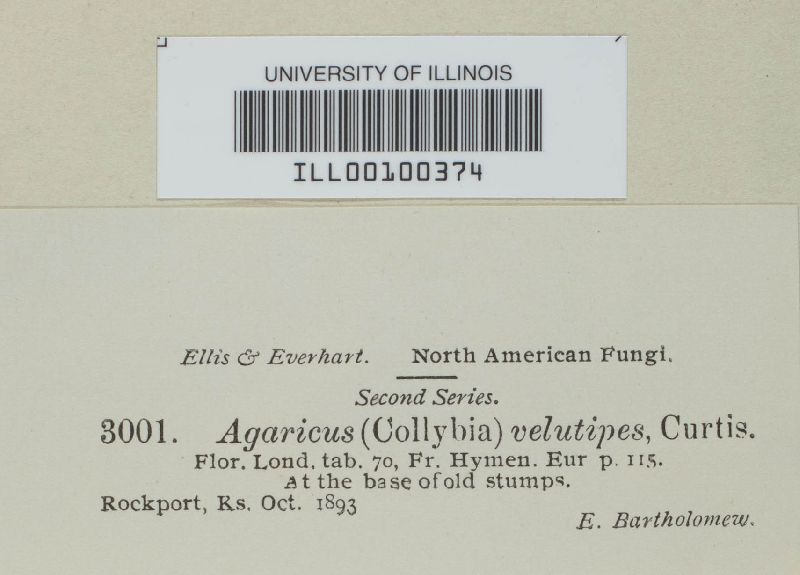 UNIVERSITY OF ILLINOIS
ILL00100374
Ellis & Everhart. North American Fungi.
Second Series.
3001. Agaricus (Collybia) velutipes, Curtis.
Flor. Lond. tab. 70, Fr. Hymen. Eur p. 115.
At the base of old stumps.
Rockport, Ks. Oct. 1893
E. Bartholomew.